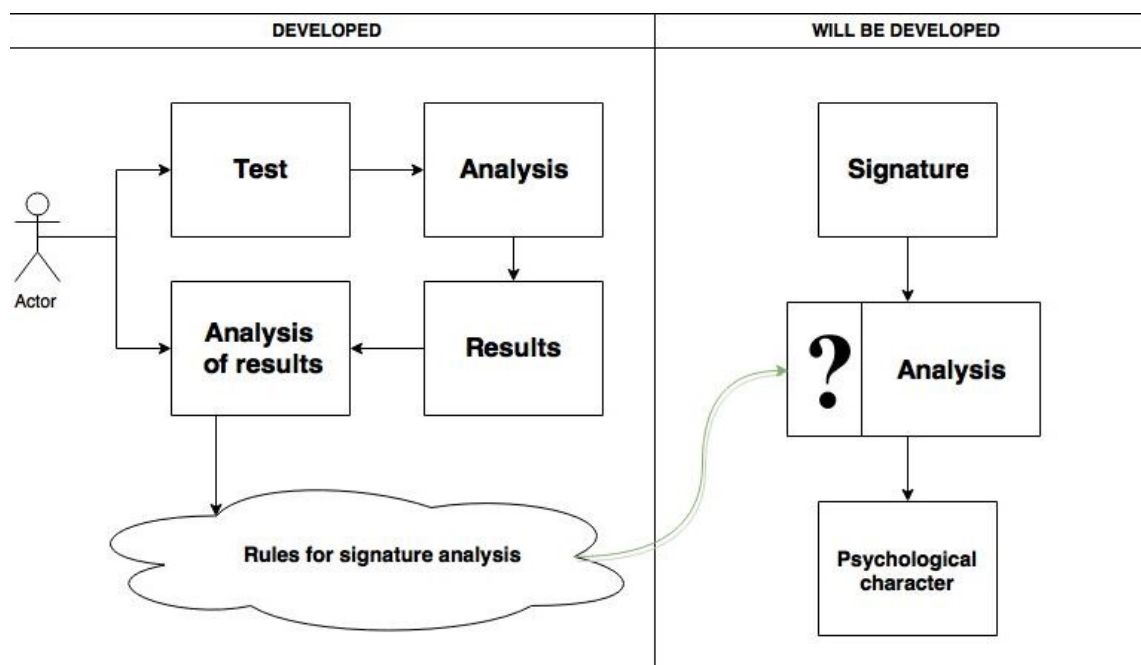 DEVELOPED
WILL BE DEVELOPED
Test
Analysis
Signature
Actor
Analysis
of results
Results
?
Analysis
Rules for signature analysis
Psychological
character